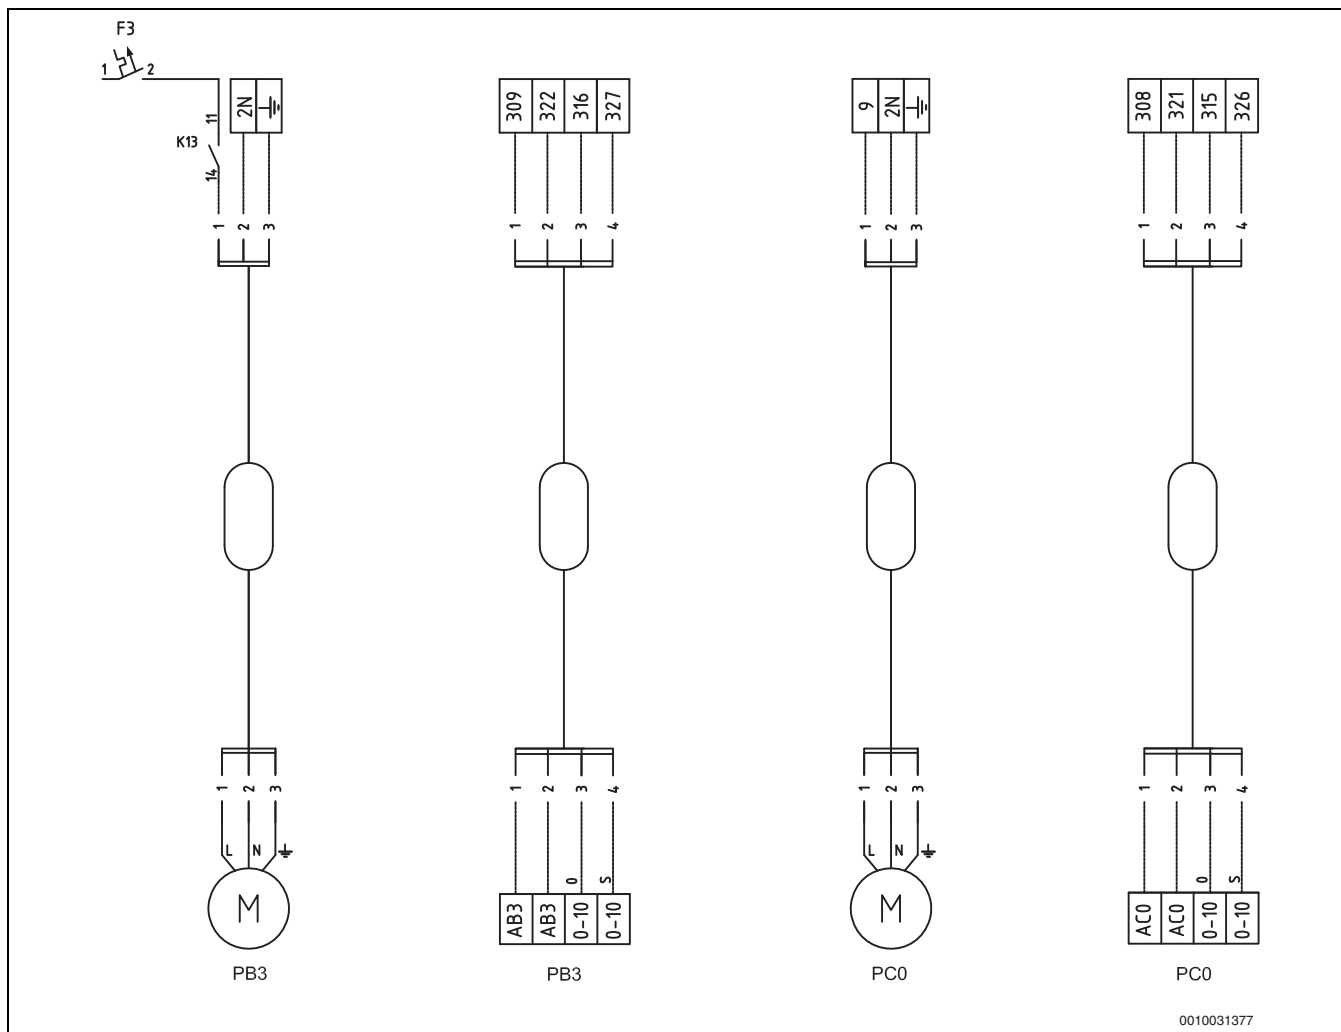 F3
1 2
11
K13
14
2N
309 322 316 327
9 2N
308 321 315 326
1 2 3
1 2 3 4
1 2 3
1 2 3 4
1 2 3
1 2 3 4
1 2 3
1 2 3 4
L N
0 S
L N
0 S
M
AB3 AB3 0-10 0-10
M
AC0 AC0 0-10 0-10
PB3
PB3
PC0
PC0
0010031377